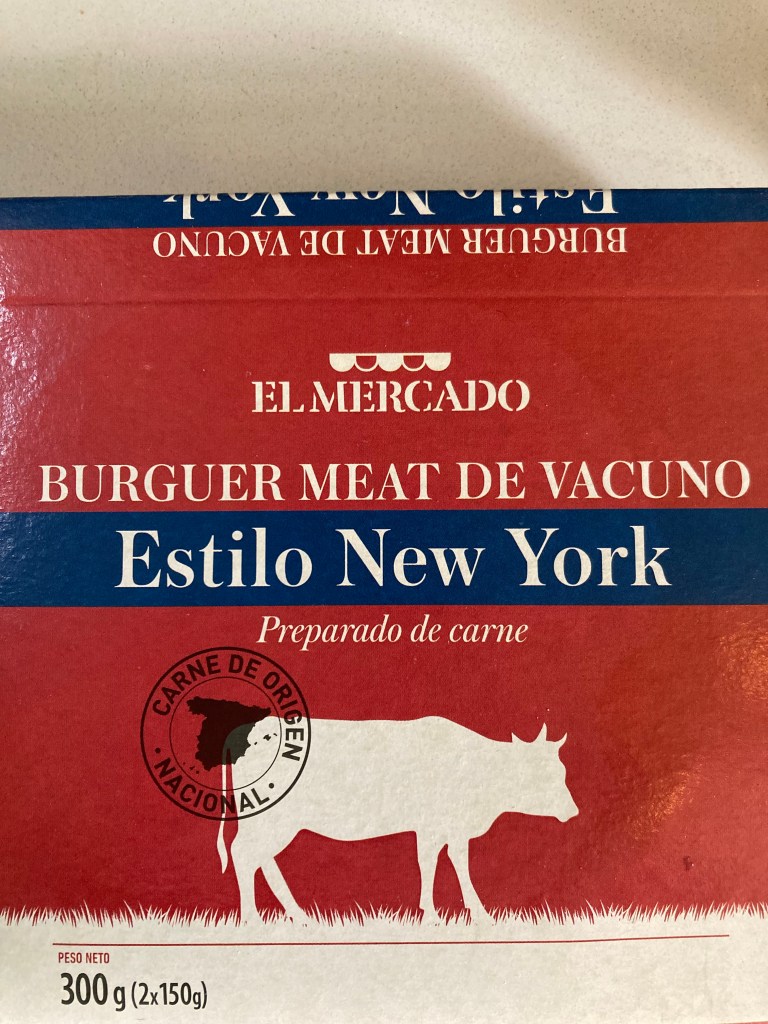 Estilo New York
BURGUER MEAT DE VACUNO
EL MERCADO
BURGUER MEAT DE VACUNO
Estilo New York
Preparado de carne
CARNE DE ORIGEN
· NACIONAL ·
PESO NETO
300 g (2x150g)